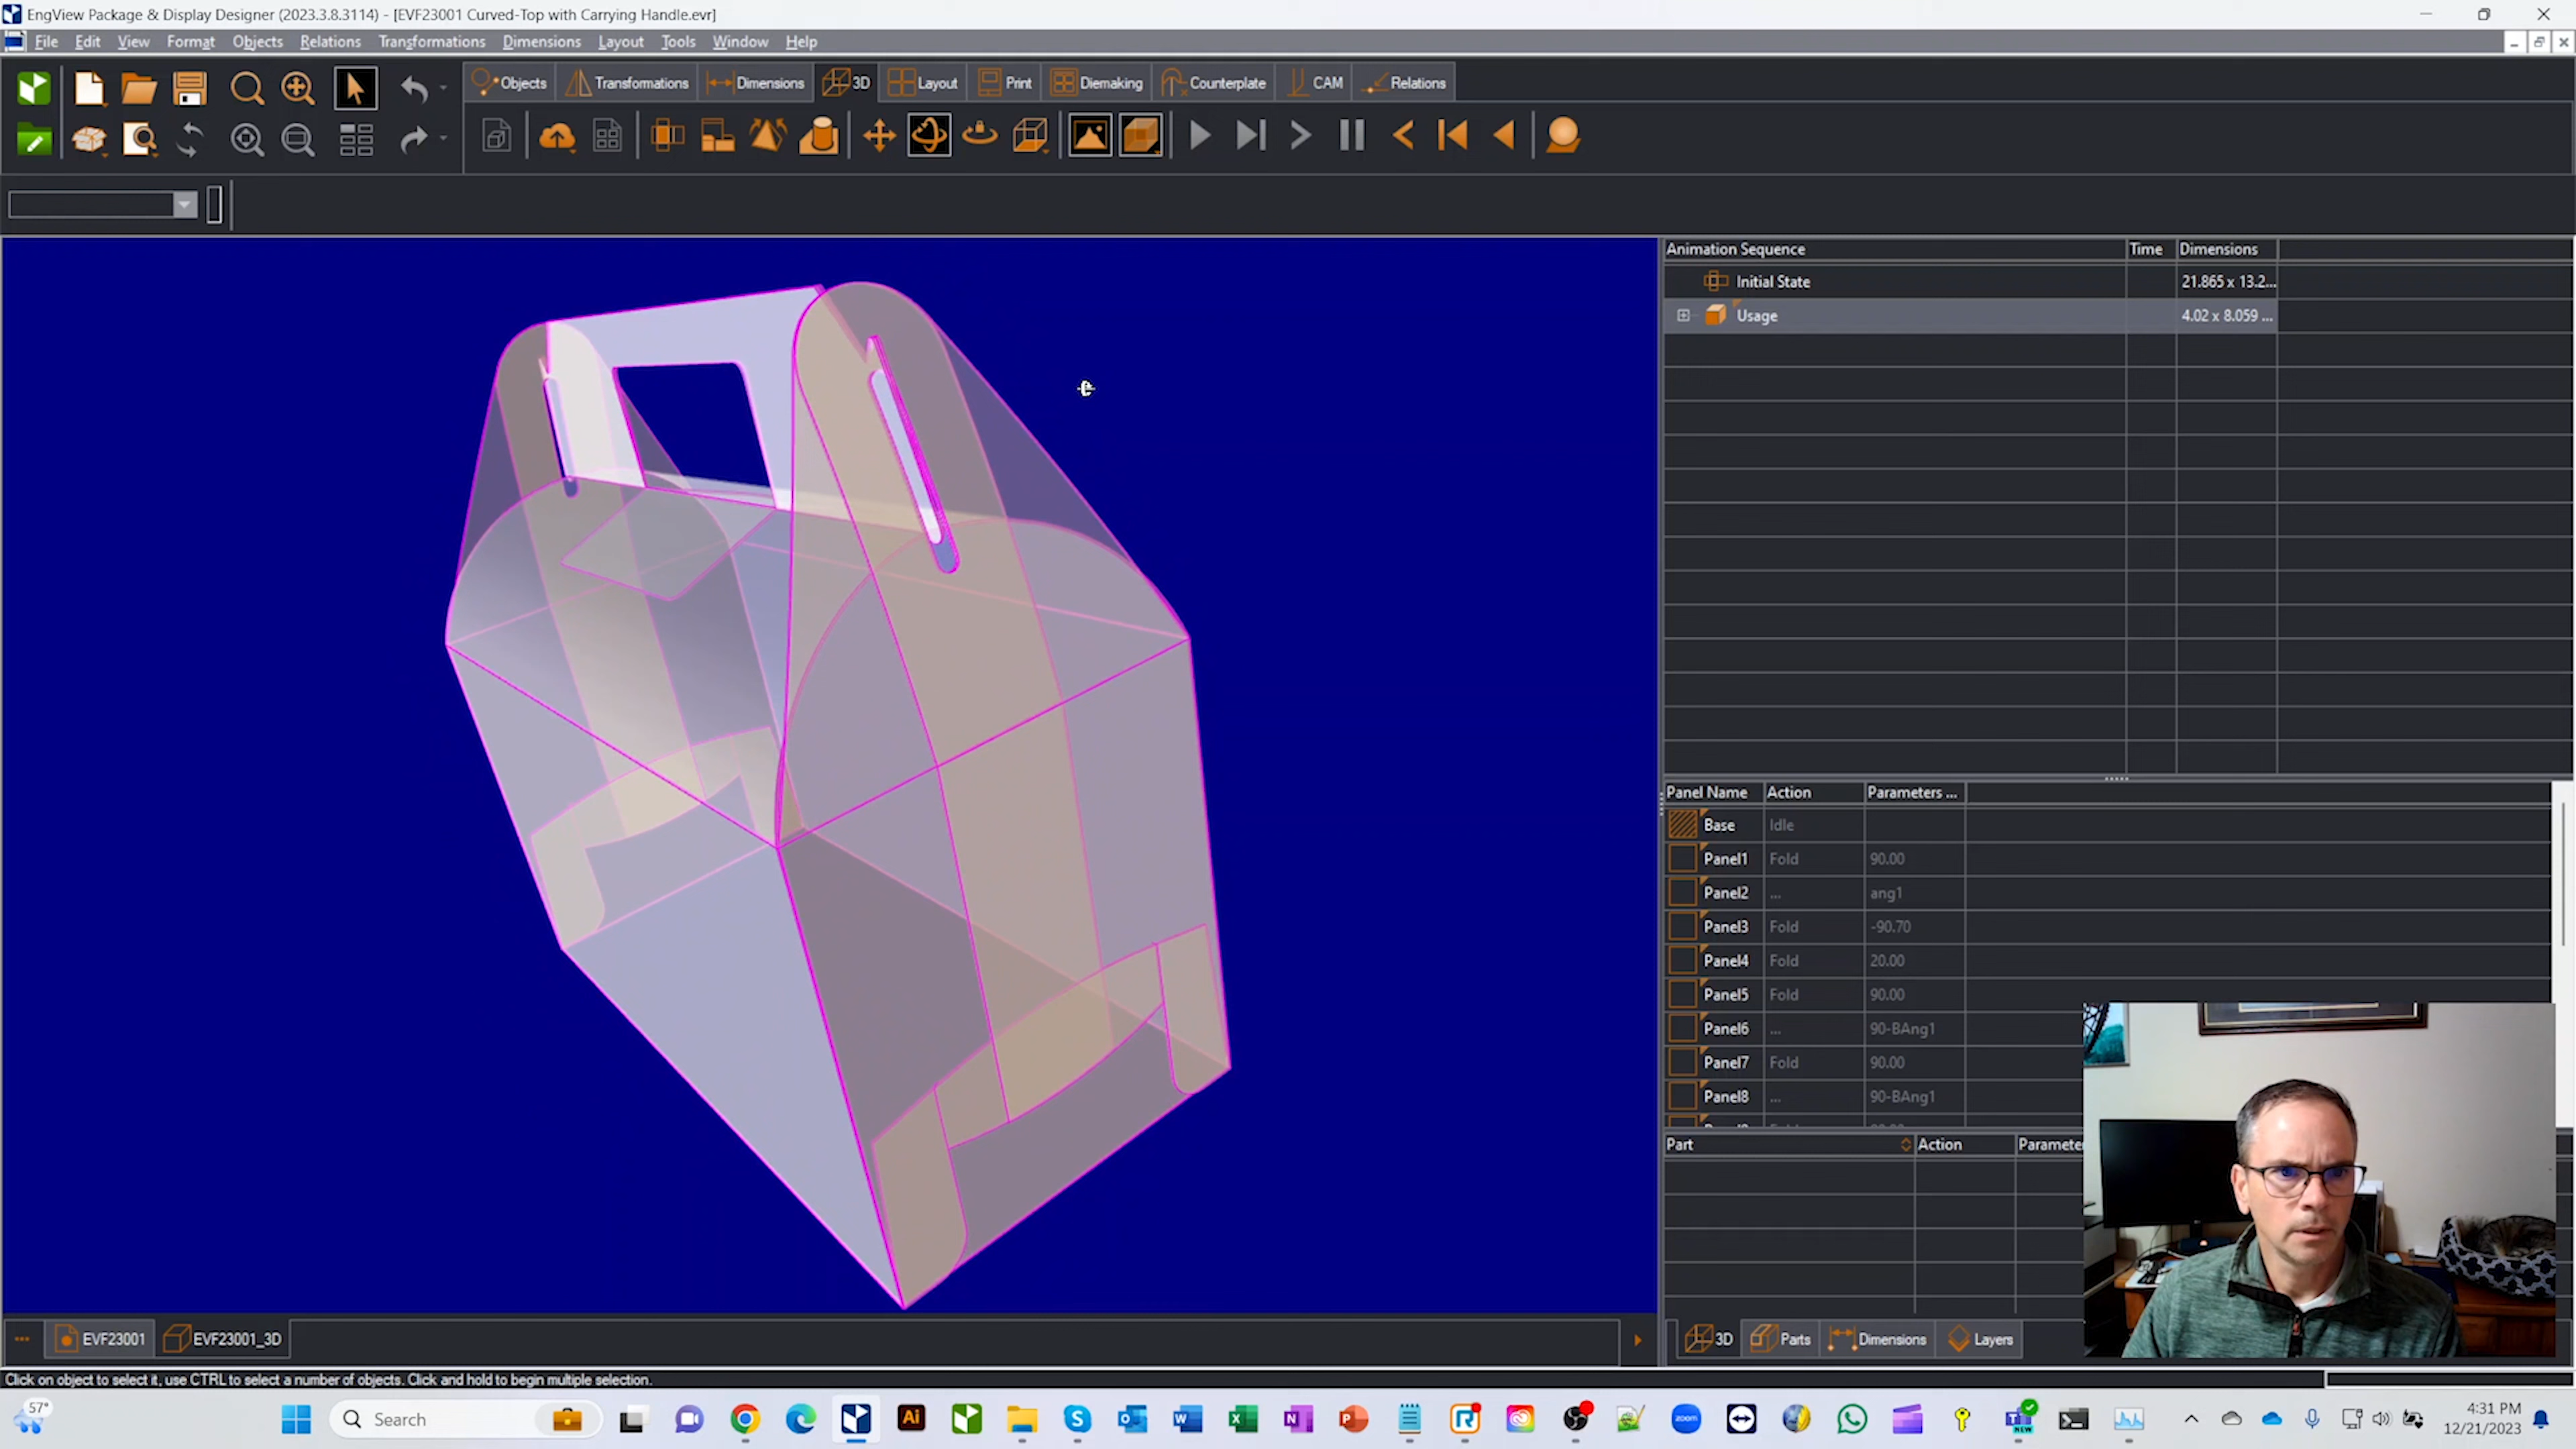 EngView Package & Display Designer (2023.3.8.3114) - [EVF23001 Curved-Top with Carrying Handle.evr]
File Edit View Format Objects Relations Transformations Dimensions Layout Tools Window Help
Objects Transformations Dimensions 3D Layout Print Diemaking Counterplate CAM Relations
Animation Sequence Time Dimensions
Initial State 21.865 x 13.2...
Usage 4.02 x 8.059 ...
Panel Name Action Parameters ...
Base Idle
Panel1 Fold 90.00
Panel2 ... ang1
Panel3 Fold -90.70
Panel4 Fold 20.00
Panel5 Fold 90.00
Panel6 ... 90-BAng1
Panel7 Fold 90.00
Panel8 ... 90-BAng1
Part Action Parameter
EVF23001 EVF23001_3D
3D Parts Dimensions Layers
Click on object to select it, use CTRL to select a number of objects. Click and hold to begin multiple selection.
57°
Search
zoom
NEW
4:31 PM
12/21/2023